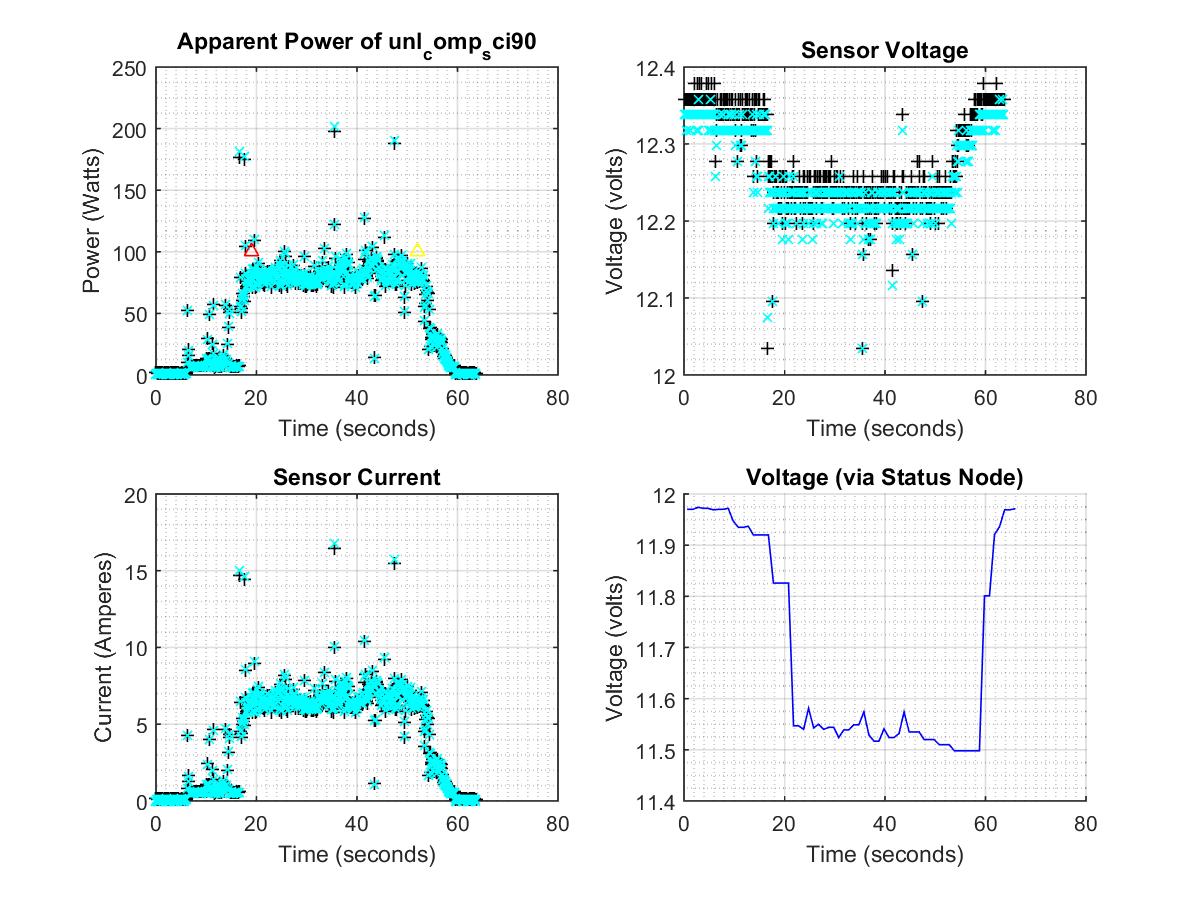 Apparent Power of unl_comp_sci90
250
200
150
100
50
0
Power (Watts)
0 20 40 60 80
Time (seconds)
Sensor Voltage
12.4
12.3
12.2
12.1
12
Voltage (volts)
0 20 40 60 80
Time (seconds)
Sensor Current
20
15
10
5
0
Current (Amperes)
0 20 40 60 80
Time (seconds)
Voltage (via Status Node)
12
11.9
11.8
11.7
11.6
11.5
11.4
Voltage (volts)
0 20 40 60 80
Time (seconds)